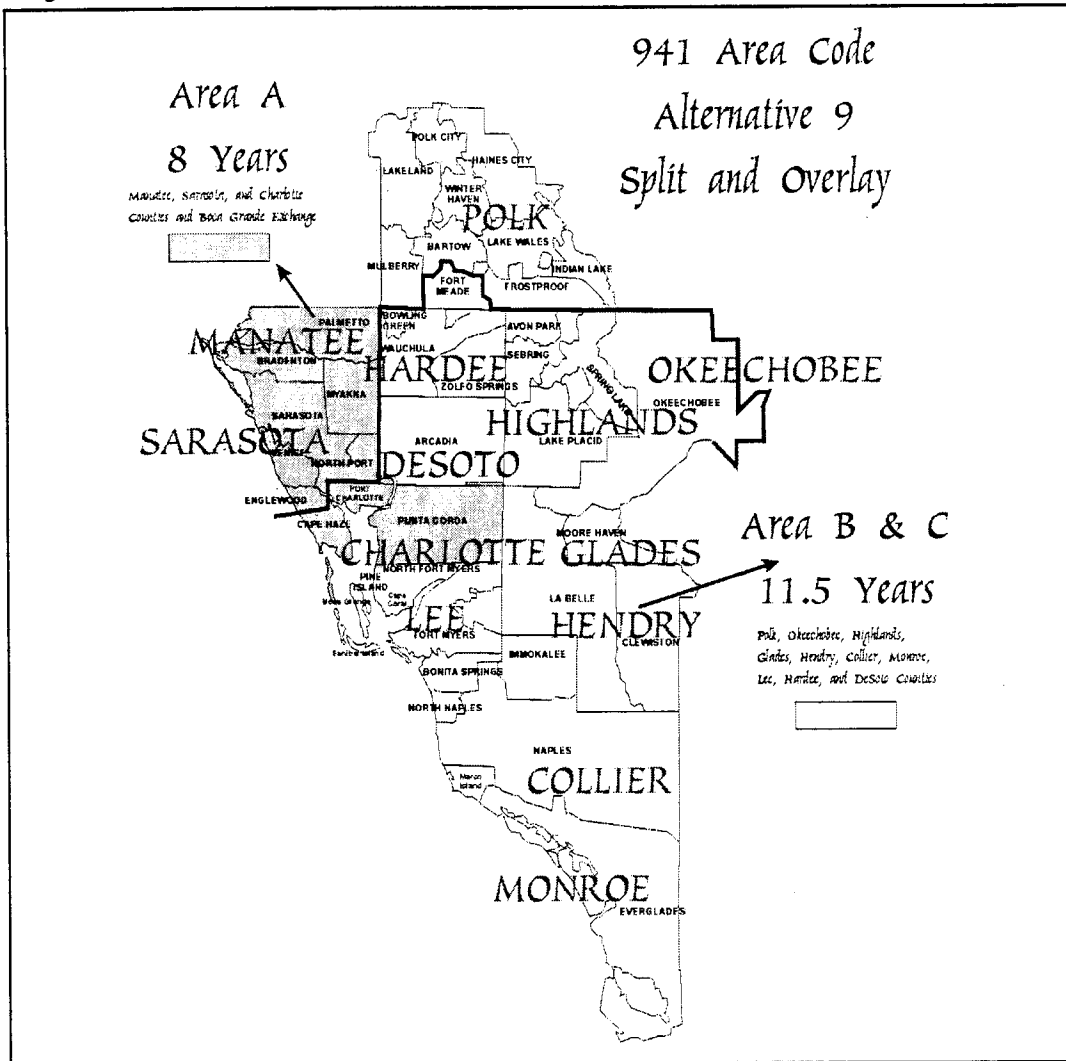 941 Area Code
Alternative 9
Split and Overlay
Area A
8 Years
Manatee, Sarasota, and Charlotte
Counties and Boca Grande Exchange
POLK CITY
HAINES CITY
LAKELAND
WINTER
HAVEN
POLK
BARTOW
LAKE WALES
MULBERRY
INDIAN LAKE
FORT
MEADE
FROSTPROOF
PALMETTO
BOWLING
GREEN
AVON PARK
MANATEE
WAUCHULA
SEBRING
BRADENTON
HARDEE
OKEECHOBEE
ZOLFO SPRINGS
SPRING LAKE
MYAKKA
OKEECHOBEE
SARASOTA
HIGHLANDS
SARASOTA
ARCADIA
LAKE PLACID
VENICE
NORTH PORT
DESOTO
ENGLEWOOD
PORT
CHARLOTTE
CAPE HAZE
PUNTA GORDA
MOORE HAVEN
Area B & C
CHARLOTTE
GLADES
NORTH FORT MYERS
11.5 Years
PINE
ISLAND
Cape
Coral
LA BELLE
Boca Grande
LEE
HENDRY
FORT MYERS
CLEWISTON
Polk, Okeechobee, Highlands,
Glades, Hendry, Collier, Monroe,
Lee, Hardee, and DeSoto Counties
Sanibel Island
IMMOKALEE
BONITA SPRINGS
NORTH NAPLES
NAPLES
Marco
Island
COLLIER
MONROE
EVERGLADES